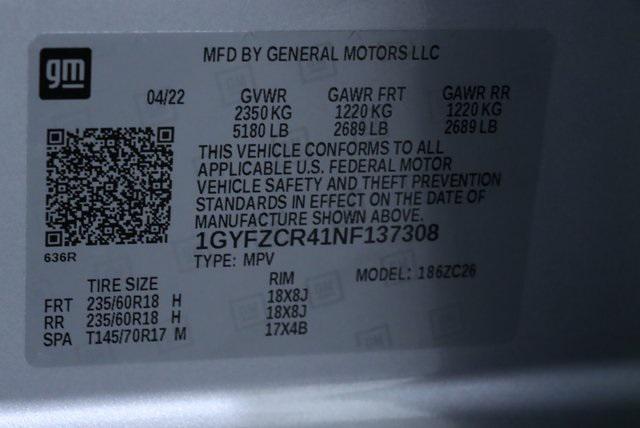 gm
MFD BY GENERAL MOTORS LLC
04/22 GVWR GAWR FRT GAWR RR
2350 KG 1220 KG 1220 KG
5180 LB 2689 LB 2689 LB
THIS VEHICLE CONFORMS TO ALL
APPLICABLE U.S. FEDERAL MOTOR
VEHICLE SAFETY AND THEFT PREVENTION
STANDARDS IN EFFECT ON THE DATE OF
MANUFACTURE SHOWN ABOVE.
1GYFZCR41NF137308
636R
TYPE: MPV MODEL: 186ZC26
TIRE SIZE RIM
FRT 235/60R18 H 18X8J
RR 235/60R18 H 18X8J
SPA T145/70R17 M 17X4B